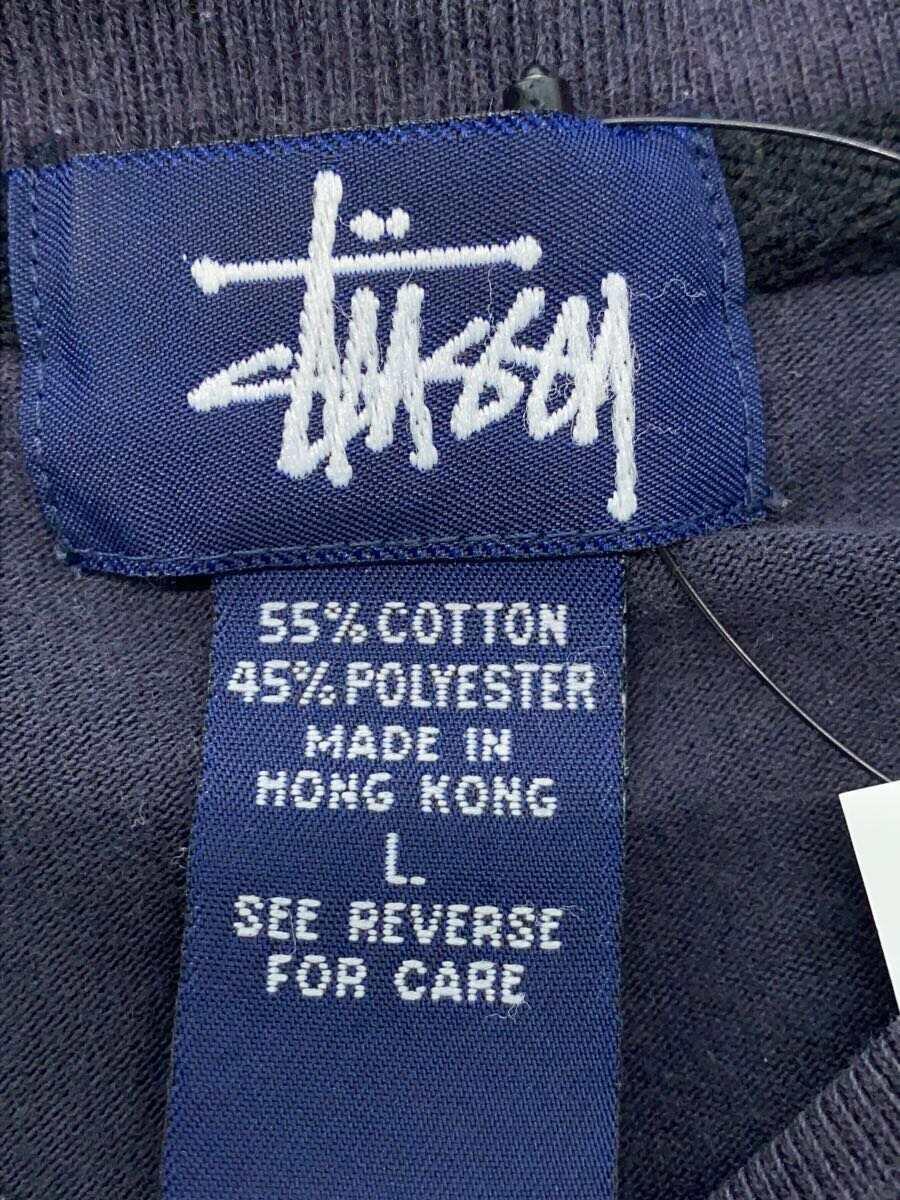 Stüssy
55% COTTON
45% POLYESTER
MADE IN
HONG KONG
L.
SEE REVERSE
FOR CARE